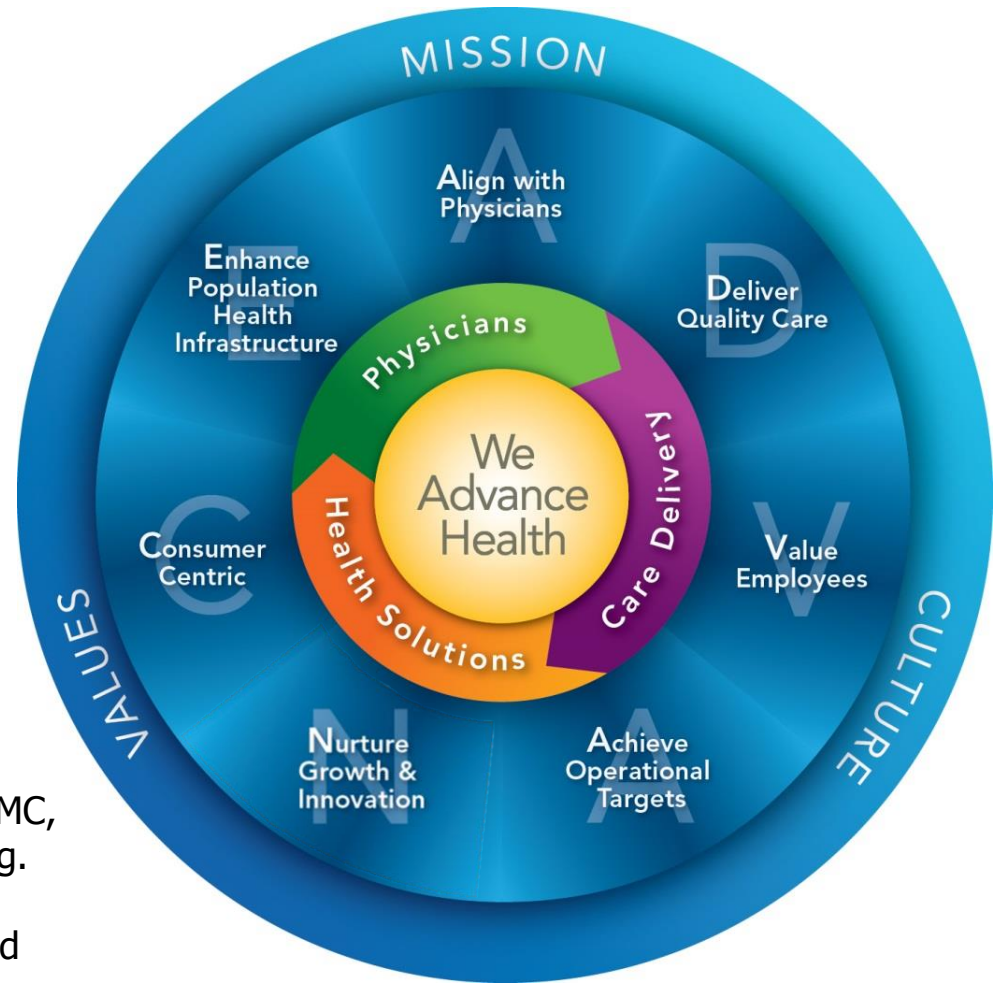 MISSION
A
Align with
Physicians
D
Deliver
Quality Care
V
Value
Employees
A
Achieve
Operational
Targets
N
Nurture
Growth &
Innovation
C
Consumer
Centric
E
Enhance
Population
Health
Infrastructure
Physicians
Care Delivery
Health Solutions
We
Advance
Health
VALUES
CULTURE
MC,
g.
d